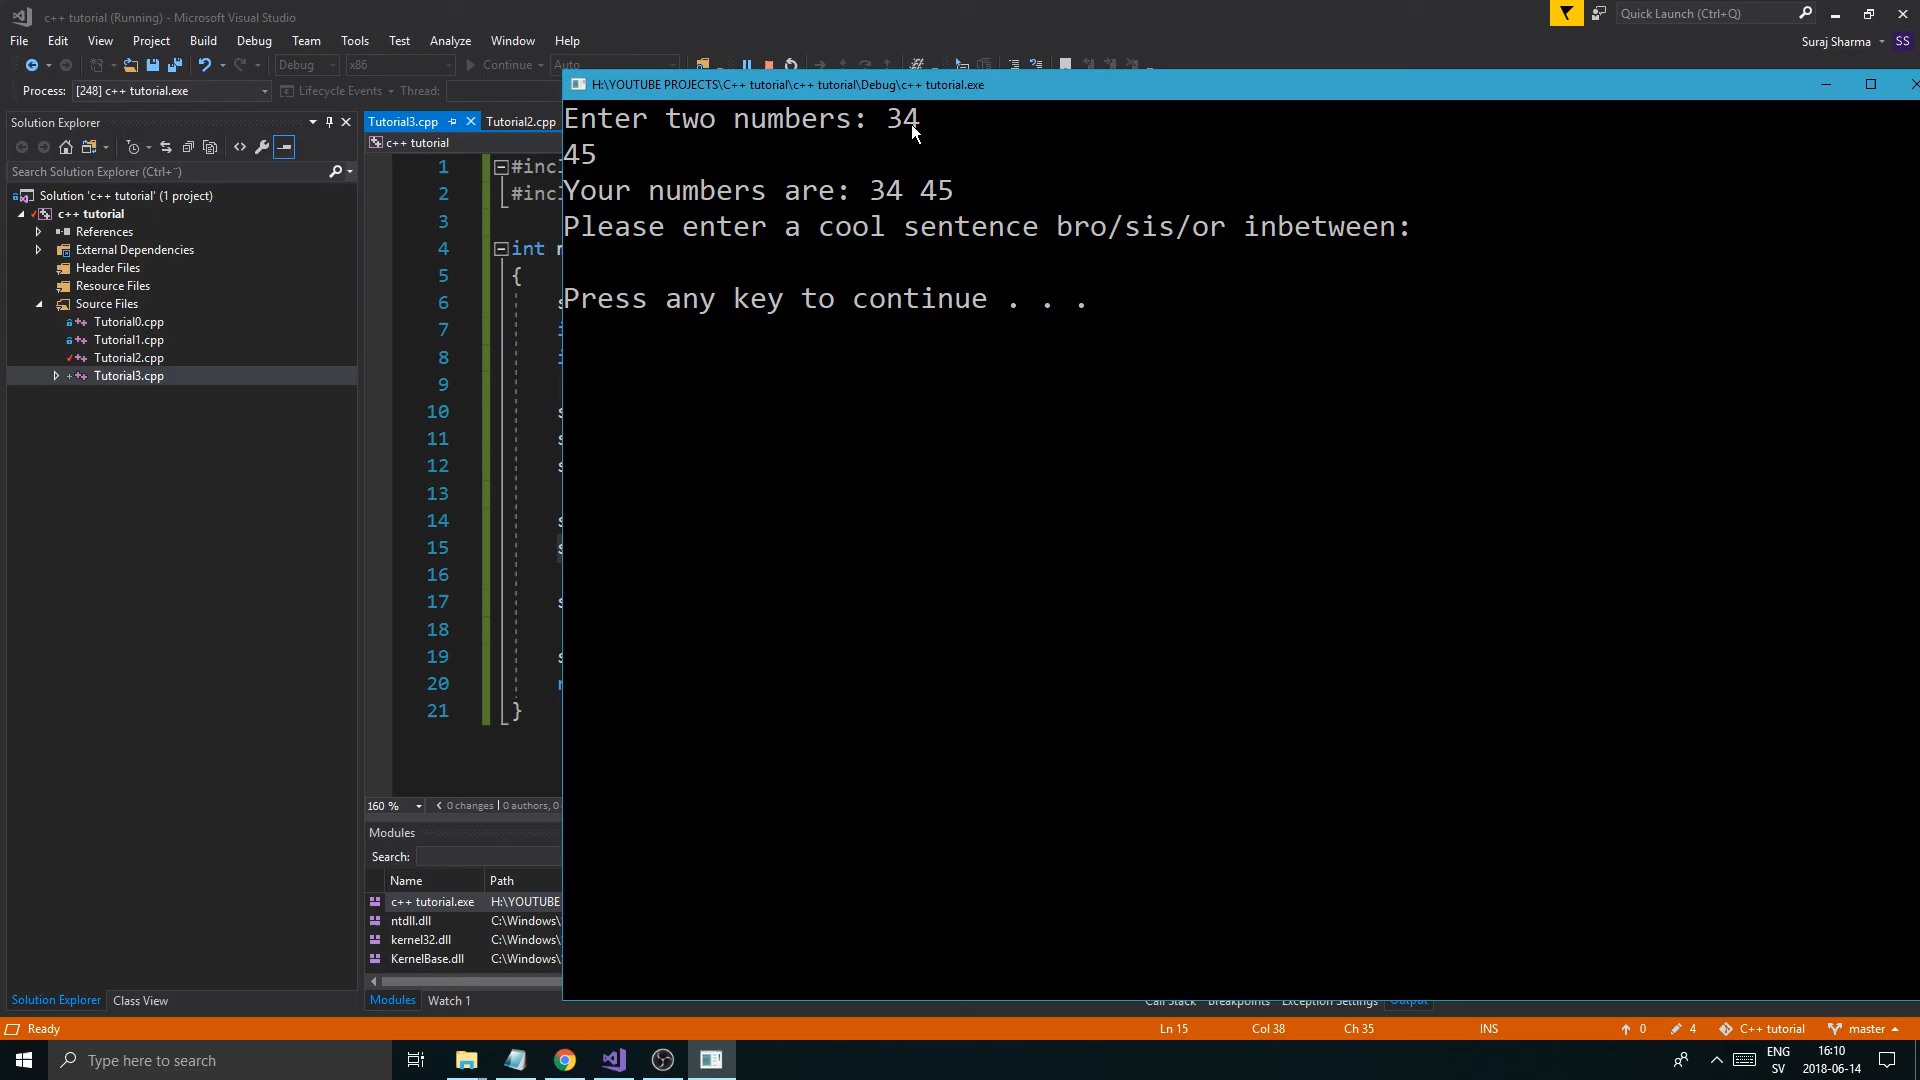 c++ tutorial (Running) - Microsoft Visual Studio
Quick Launch (Ctrl+Q)
File Edit View Project Build Debug Team Tools Test Analyze Window Help
Suraj Sharma SS
Debug x86 Continue Auto
Process: [248] c++ tutorial.exe Lifecycle Events Thread:
H:\YOUTUBE PROJECTS\C++ tutorial\c++ tutorial\Debug\c++ tutorial.exe
Solution Explorer
Search Solution Explorer (Ctrl+¨)
Solution 'c++ tutorial' (1 project)
c++ tutorial
References
External Dependencies
Header Files
Resource Files
Source Files
Tutorial0.cpp
Tutorial1.cpp
Tutorial2.cpp
Tutorial3.cpp
Solution Explorer Class View
Tutorial3.cpp Tutorial2.cpp
c++ tutorial
1 #incl
2 #incl
3
4 int
5 {
6
7
8
9
10
11
12
13
14
15
16
17
18
19
20
21 }
160 % 0 changes 0 authors, 0
Modules
Search:
Name Path
c++ tutorial.exe H:\YOUTUBE
ntdll.dll C:\Windows\
kernel32.dll C:\Windows\
KernelBase.dll C:\Windows\
Modules Watch 1
Enter two numbers: 34
45
Your numbers are: 34 45
Please enter a cool sentence bro/sis/or inbetween:
Press any key to continue . . .
Call Stack Breakpoints Exception Settings Output
Ready Ln 15 Col 38 Ch 35 INS 0 4 C++ tutorial master
Type here to search
ENG
SV
16:10
2018-06-14